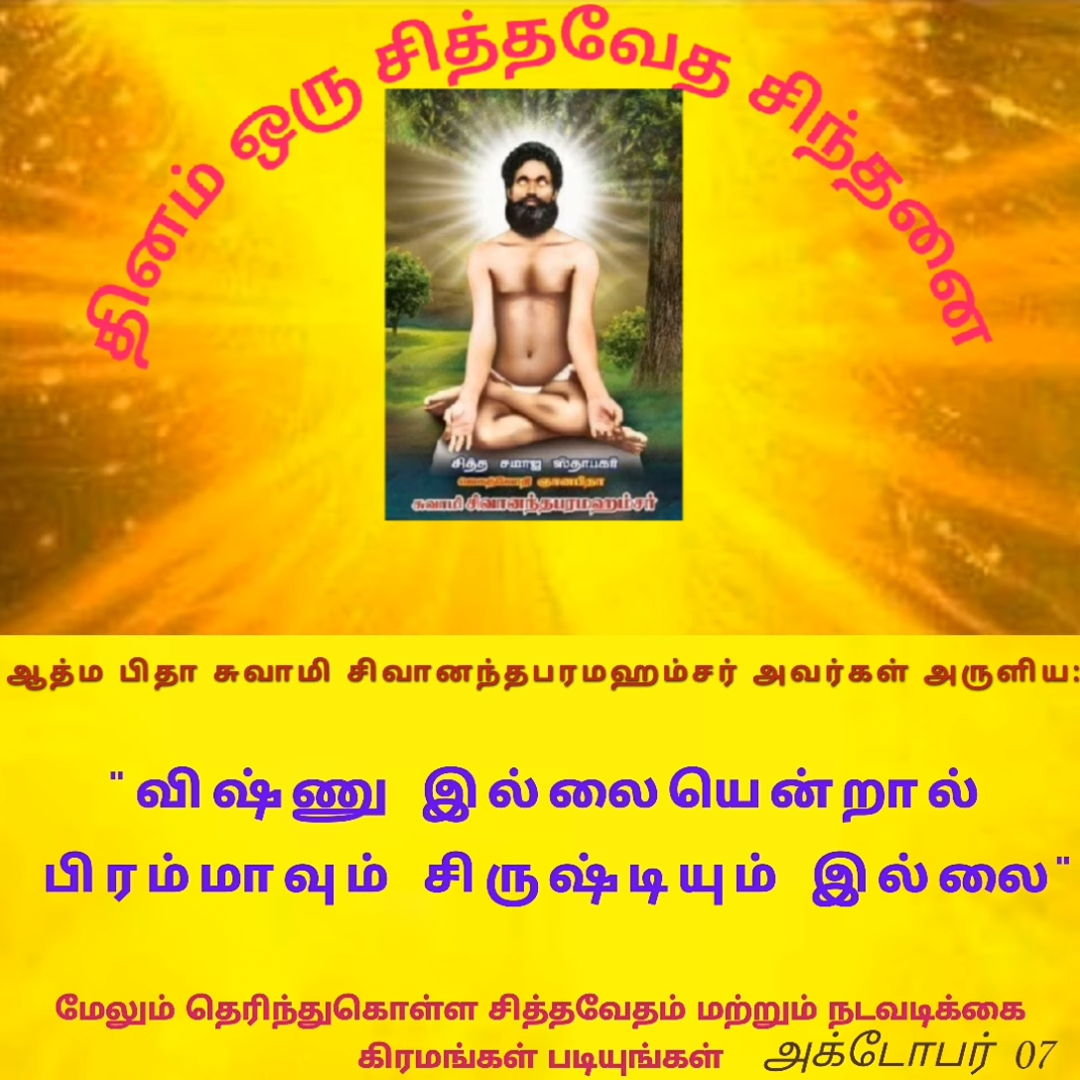 தினம் ஒரு சித்தவேத சிந்தனை
சித்த சமாஜ ஸ்தாபகர்
ஞானபிதா
சுவாமி சிவானந்தபரமஹம்சர்
ஆத்ம பிதா சுவாமி சிவானந்தபரமஹம்சர் அவர்கள் அருளிய:
"விஷ்ணு இல்லையென்றால்
பிரம்மாவும் சிருஷ்டியும் இல்லை"
மேலும் தெரிந்துகொள்ள சித்தவேதம் மற்றும் நடவடிக்கை
கிரமங்கள் படியுங்கள்
அக்டோபர் 07